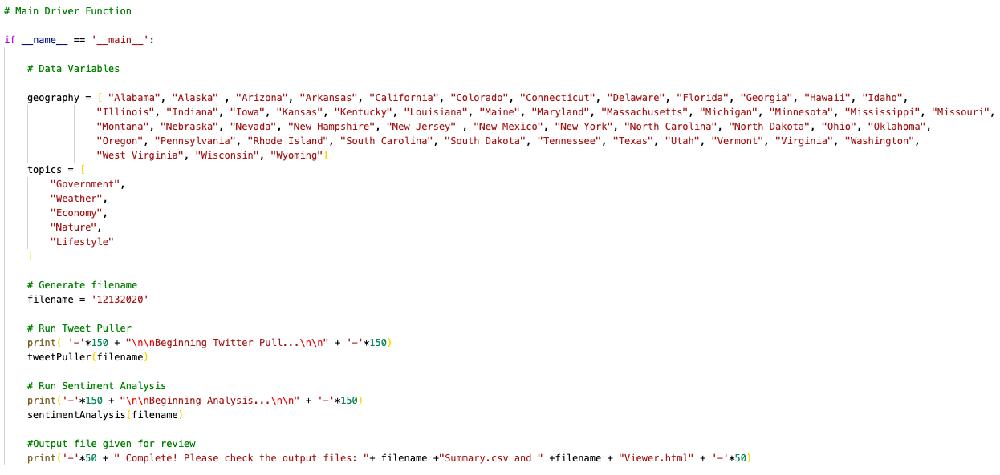 # Main Driver Function
if __name__ == '__main__':
# Data Variables
geography = [ "Alabama", "Alaska" , "Arizona", "Arkansas", "California", "Colorado", "Connecticut", "Delaware", "Florida", "Georgia", "Hawaii", "Idaho",
"Illinois", "Indiana", "Iowa", "Kansas", "Kentucky", "Louisiana", "Maine", "Maryland", "Massachusetts", "Michigan", "Minnesota", "Mississippi", "Missouri",
"Montana", "Nebraska", "Nevada", "New Hampshire", "New Jersey" , "New Mexico", "New York", "North Carolina", "North Dakota", "Ohio", "Oklahoma",
"Oregon", "Pennsylvania", "Rhode Island", "South Carolina", "South Dakota", "Tennessee", "Texas", "Utah", "Vermont", "Virginia", "Washington",
"West Virginia", "Wisconsin", "Wyoming"]
topics = [
"Government",
"Weather",
"Economy",
"Nature",
"Lifestyle"
]
# Generate filename
filename = '12132020'
# Run Tweet Puller
print( '-'*150 + "\n\nBeginning Twitter Pull...\n\n" + '-'*150)
tweetPuller(filename)
# Run Sentiment Analysis
print('-'*150 + "\n\nBeginning Analysis...\n\n" + '-'*150)
sentimentAnalysis(filename)
#Output file given for review
print('-'*50 + " Complete! Please check the output files: "+ filename +"Summary.csv and " +filename + "Viewer.html" + '-'*50)